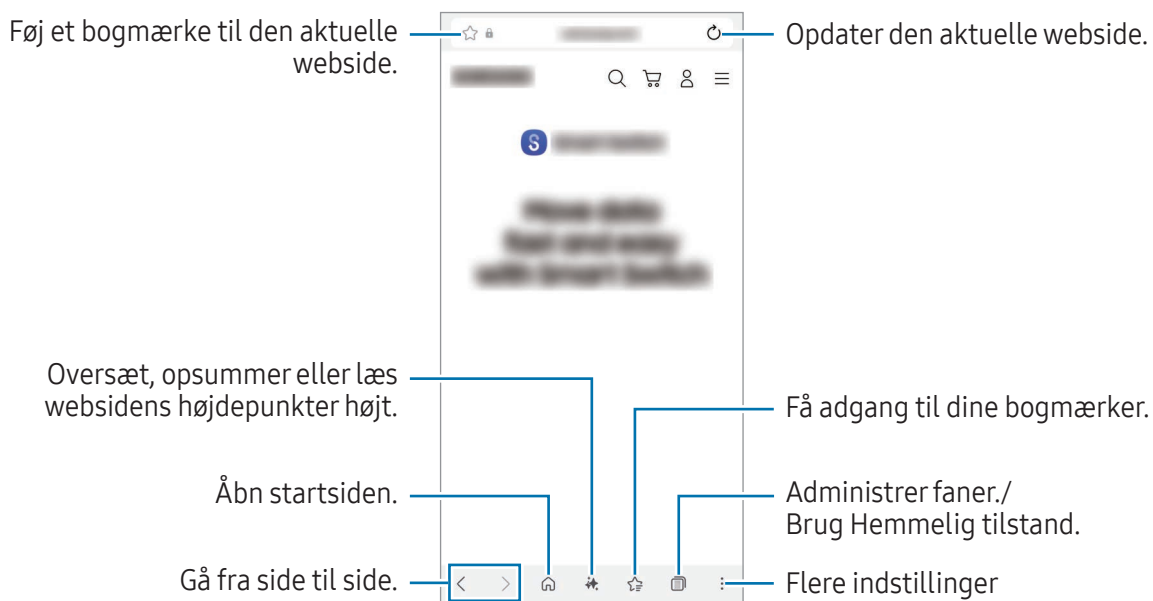 Føj et bogmærke til den aktuelle
webside.
Opdater den aktuelle webside.
S
Oversæt, opsummer eller læs
websidens højdepunkter højt.
Få adgang til dine bogmærker.
Åbn startsiden.
Administrer faner./
Brug Hemmelig tilstand.
Gå fra side til side.
Flere indstillinger